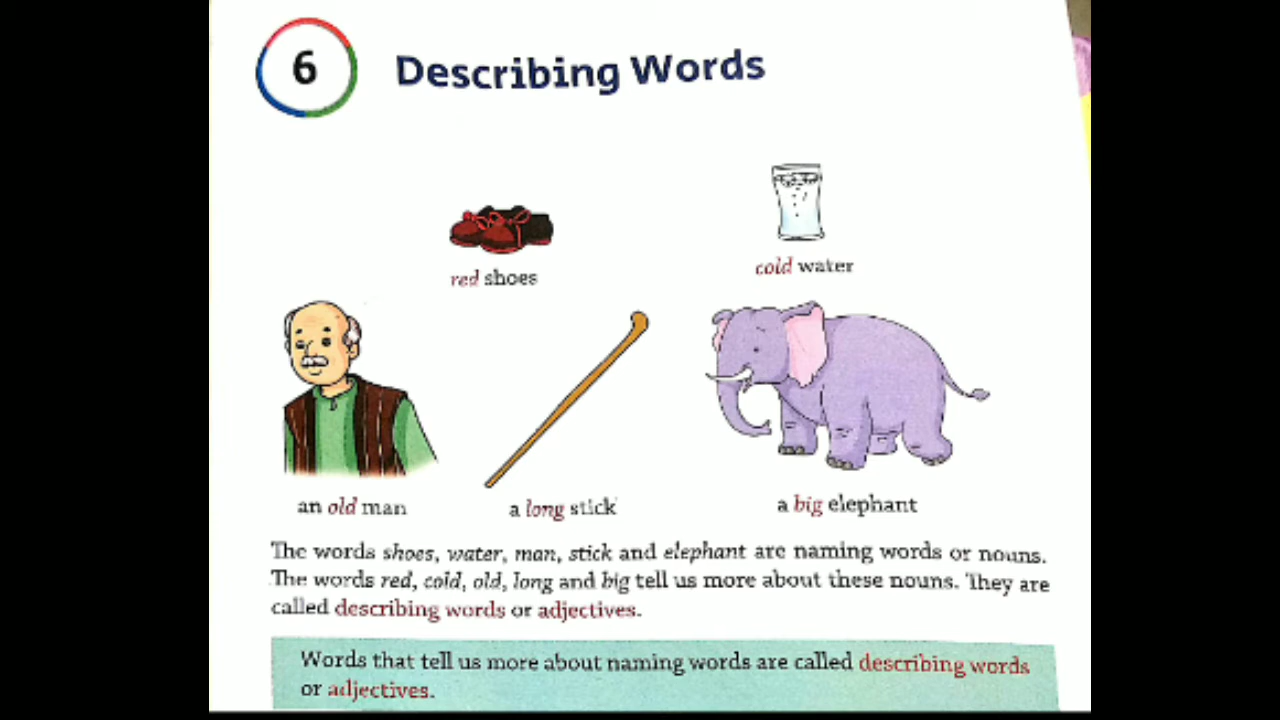 6
Describing Words
red shoes
cold water
an old man
a long stick
a big elephant
The words shoes, water, man, stick and elephant are naming words or nouns.
The words red, cold, old, long and big tell us more about these nouns. They are
called describing words or adjectives.
Words that tell us more about naming words are called describing words
or adjectives.